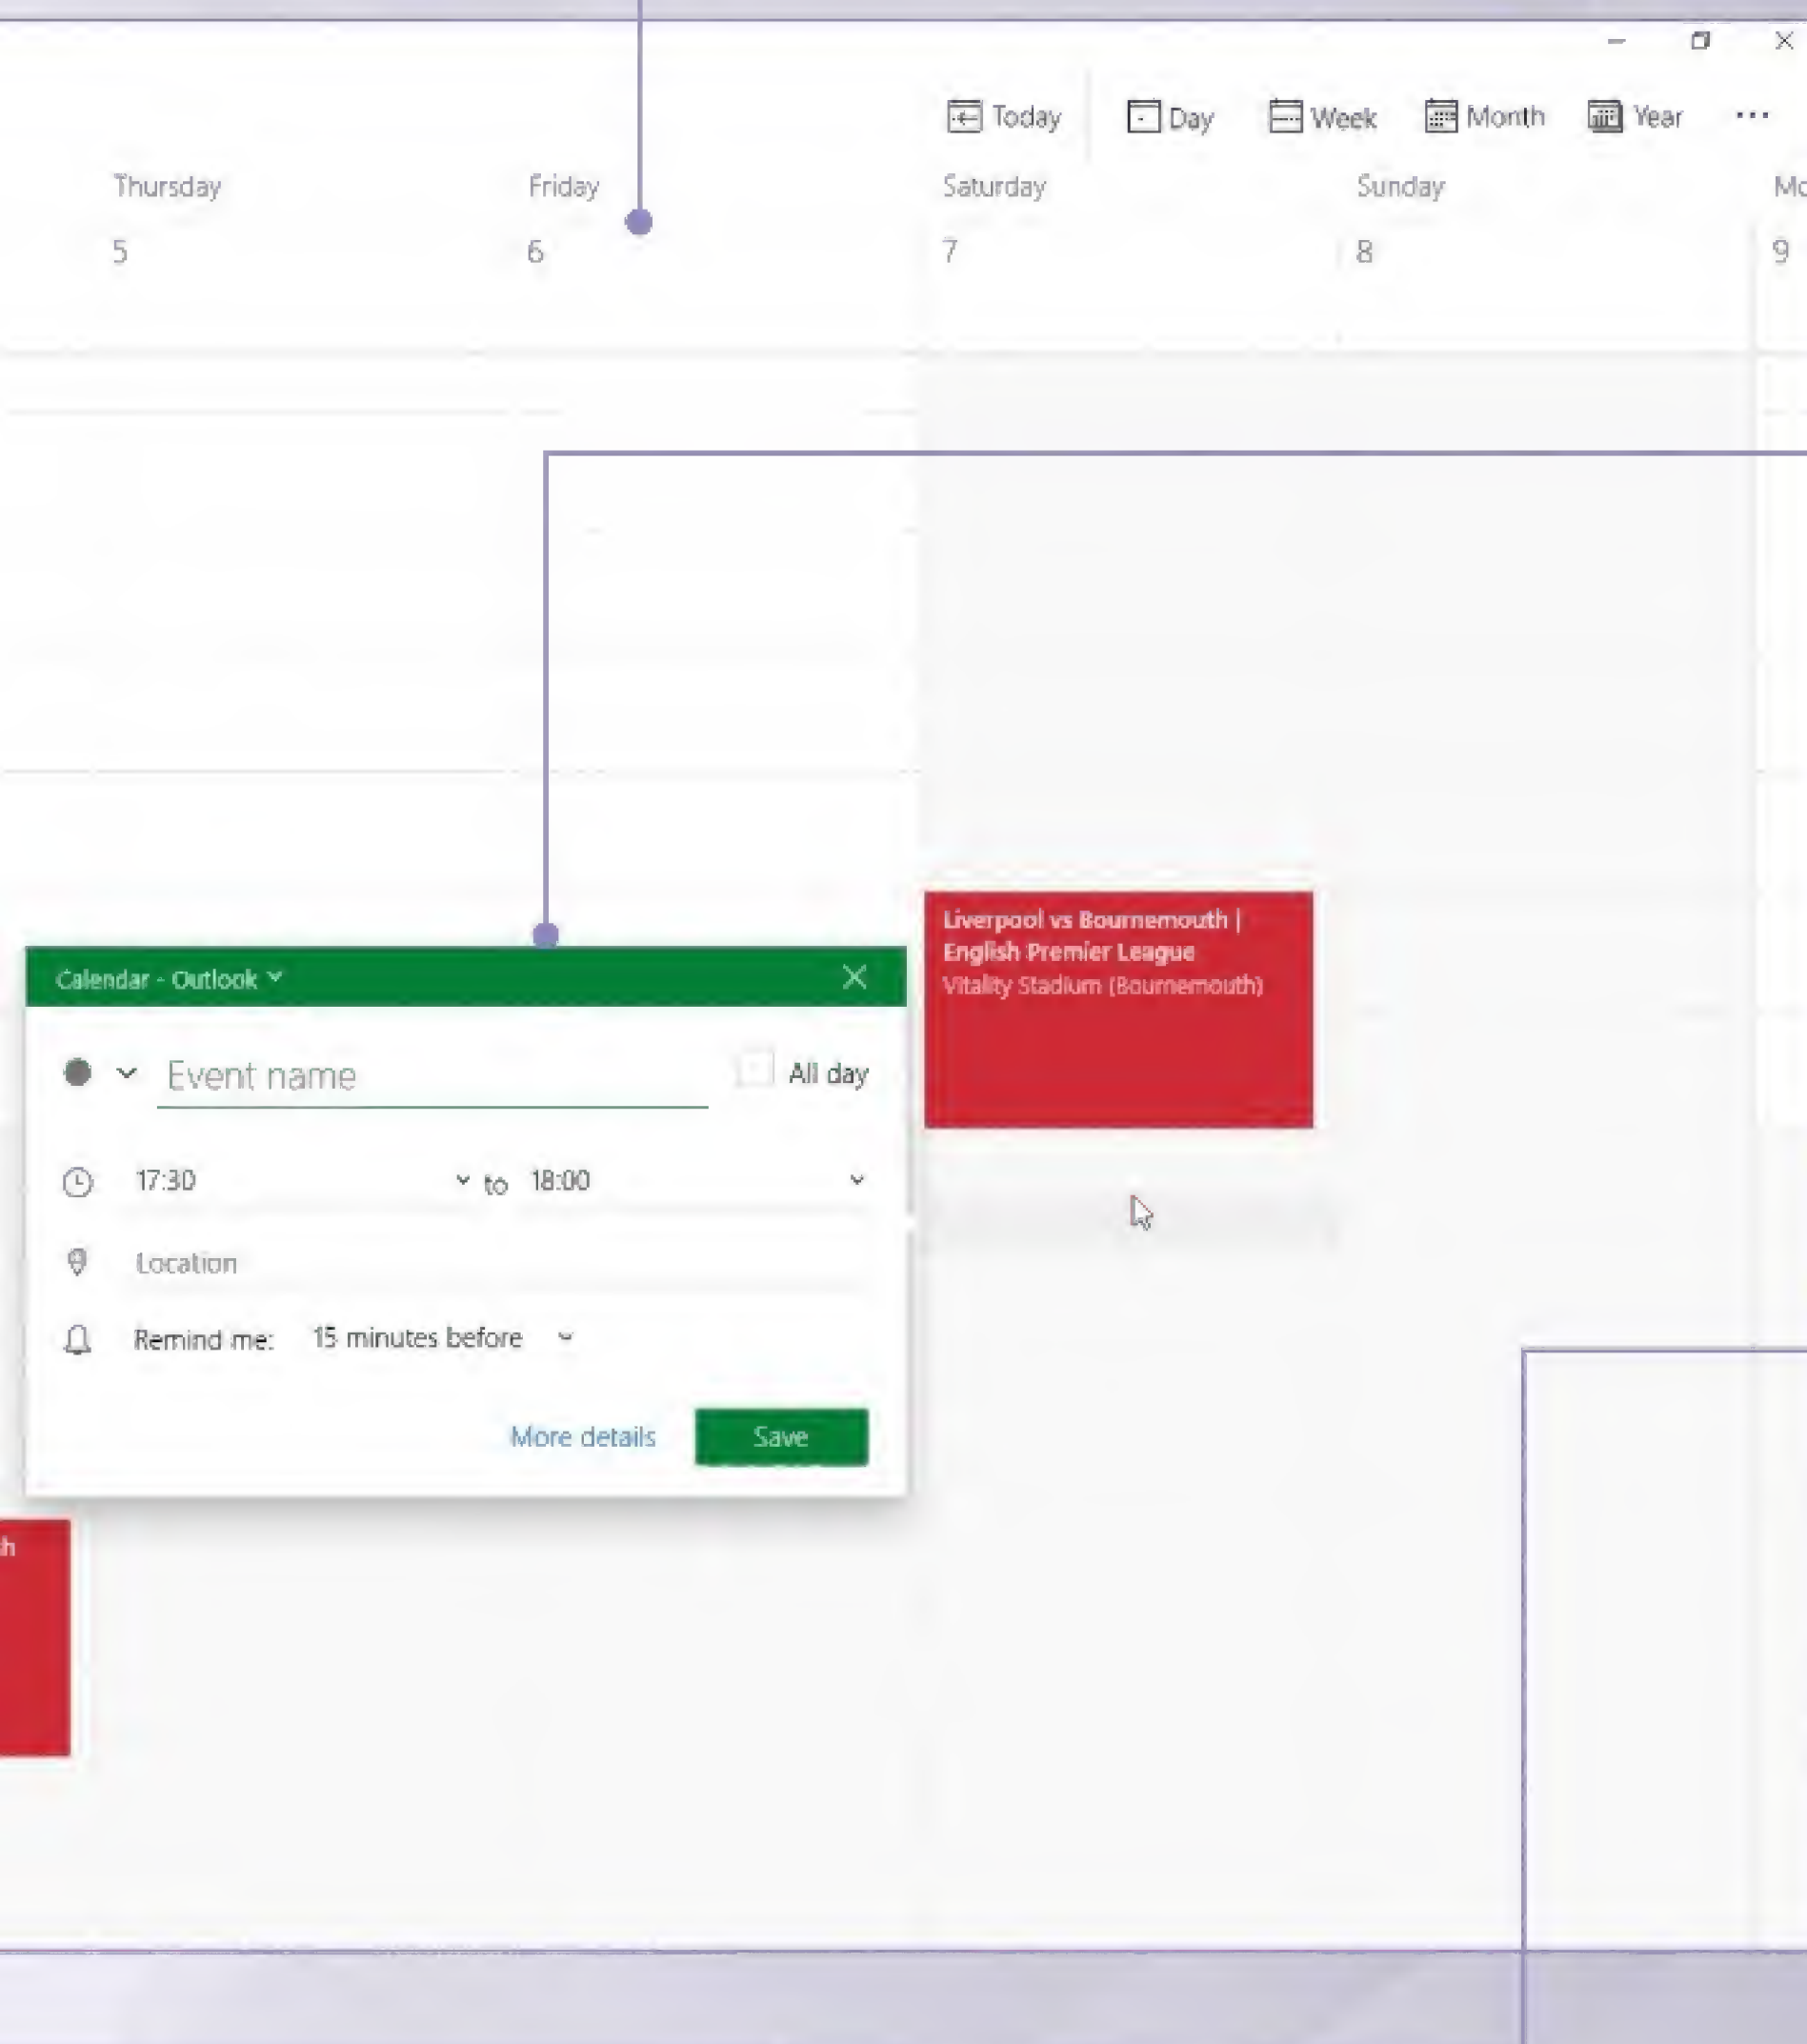 Today Day Week Month Year ...
Thursday Friday Saturday Sunday Mo
5 6 7 8 9
Liverpool vs Bournemouth |
English Premier League
Vitality Stadium (Bournemouth)
Calendar - Outlook
Event name All day
17:30 to 18:00
Location
Remind me: 15 minutes before
More details Save
sh